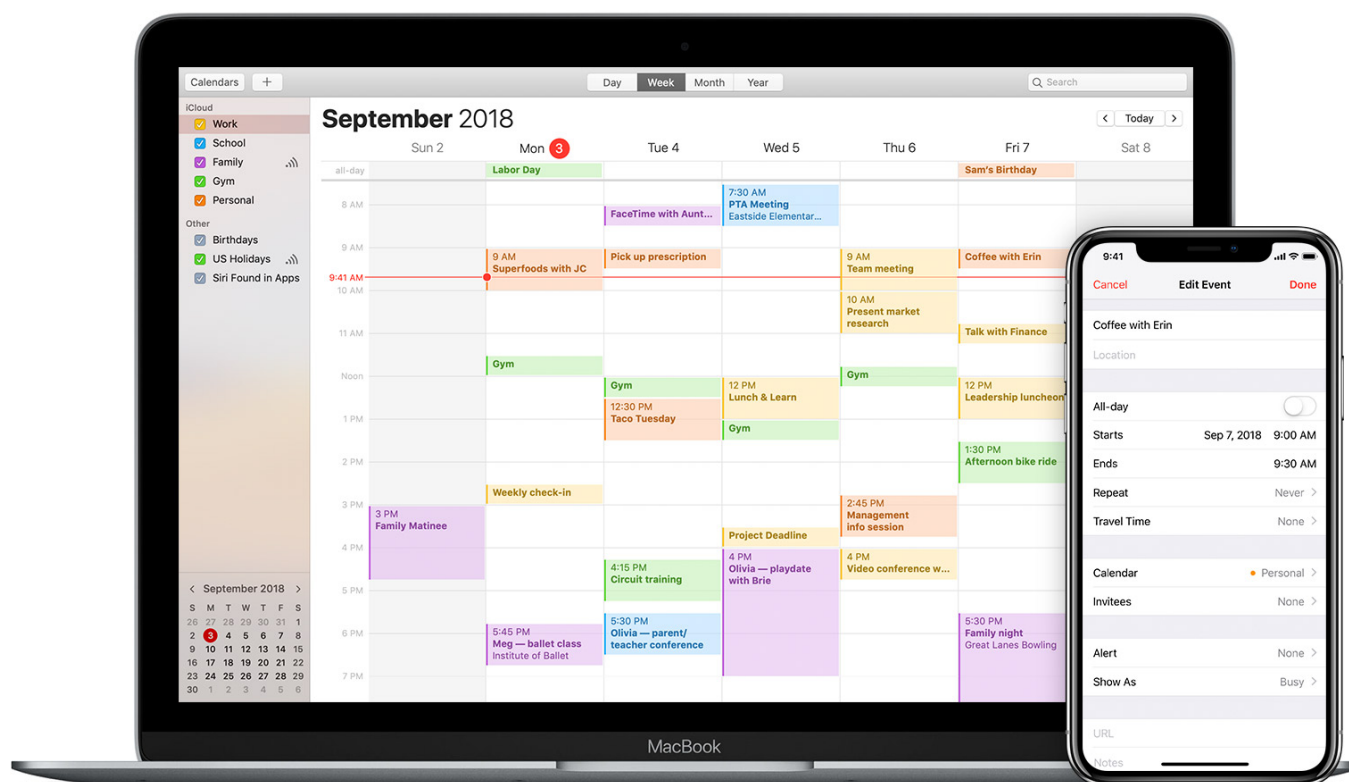 Calendars +
Day Week Month Year
Search
iCloud
Work
School
Family
Gym
Personal
Other
Birthdays
US Holidays
Siri Found in Apps
September 2018
S M T W T F S
26 27 28 29 30 31 1
2 3 4 5 6 7 8
9 10 11 12 13 14 15
16 17 18 19 20 21 22
23 24 25 26 27 28 29
30 1 2 3 4 5 6
September 2018
< Today >
Sun 2 Mon 3 Tue 4 Wed 5 Thu 6 Fri 7 Sat 8
all-day
8 AM
9 AM
9:41 AM
10 AM
11 AM
Noon
1 PM
2 PM
3 PM
4 PM
5 PM
6 PM
7 PM
3 PM
Family Matinee
Labor Day
9 AM
Superfoods with JC
Gym
Weekly check-in
5:45 PM
Meg — ballet class
Institute of Ballet
FaceTime with Aunt...
Pick up prescription
Gym
12:30 PM
Taco Tuesday
4:15 PM
Circuit training
5:30 PM
Olivia — parent/
teacher conference
7:30 AM
PTA Meeting
Eastside Elementar...
12 PM
Lunch & Learn
Gym
Project Deadline
4 PM
Olivia — playdate
with Brie
9 AM
Team meeting
10 AM
Present market
research
Gym
2:45 PM
Management
info session
4 PM
Video conference w...
Sam's Birthday
Coffee with Erin
Talk with Finance
12 PM
Leadership luncheon
1:30 PM
Afternoon bike ride
5:30 PM
Family night
Great Lanes Bowling
MacBook
9:41
Cancel Edit Event Done
Coffee with Erin
Location
All-day
Starts Sep 7, 2018 9:00 AM
Ends 9:30 AM
Repeat Never >
Travel Time None >
Calendar Personal >
Invitees None >
Alert None >
Show As Busy >
URL
Notes